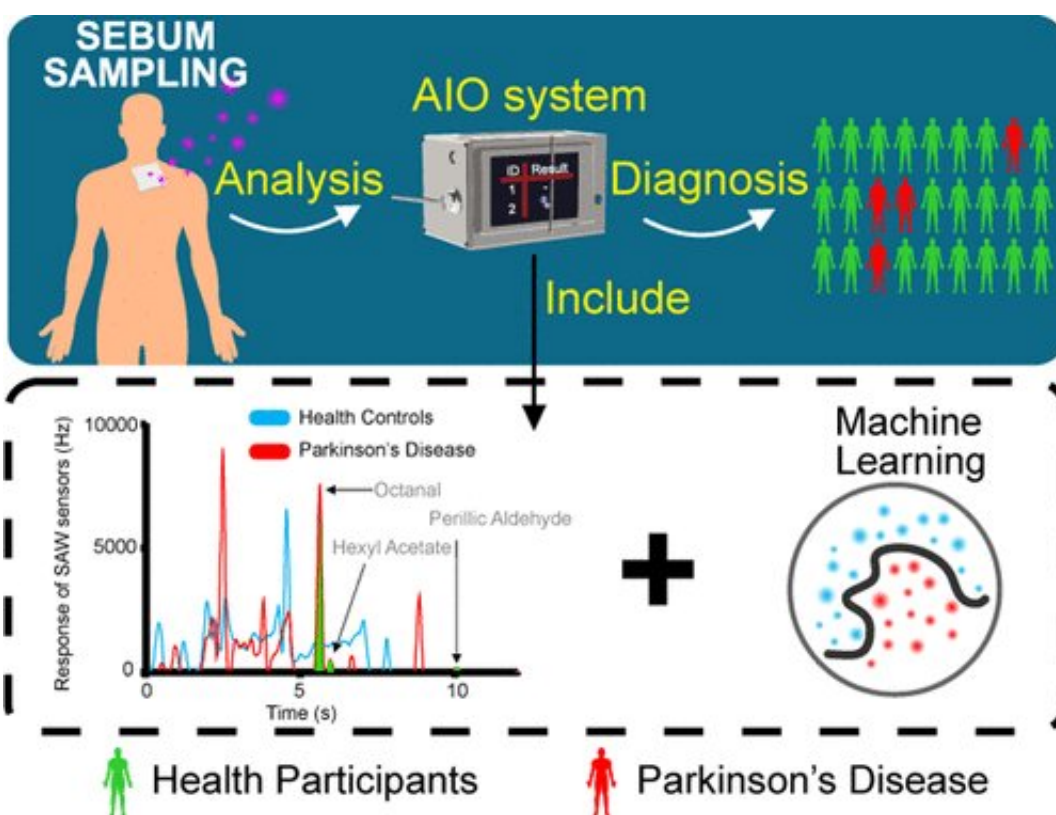 SEBUM
SAMPLING
AIO system
Analysis
ID Result
1 -
2
Diagnosis
Include
10000
5000
0
Response of SAW sensors (Hz)
Health Controls
Parkinson's Disease
Octanal
Perillic Aldehyde
Hexyl Acetate
0 5 10
Time (s)
Machine
Learning
Health Participants
Parkinson's Disease